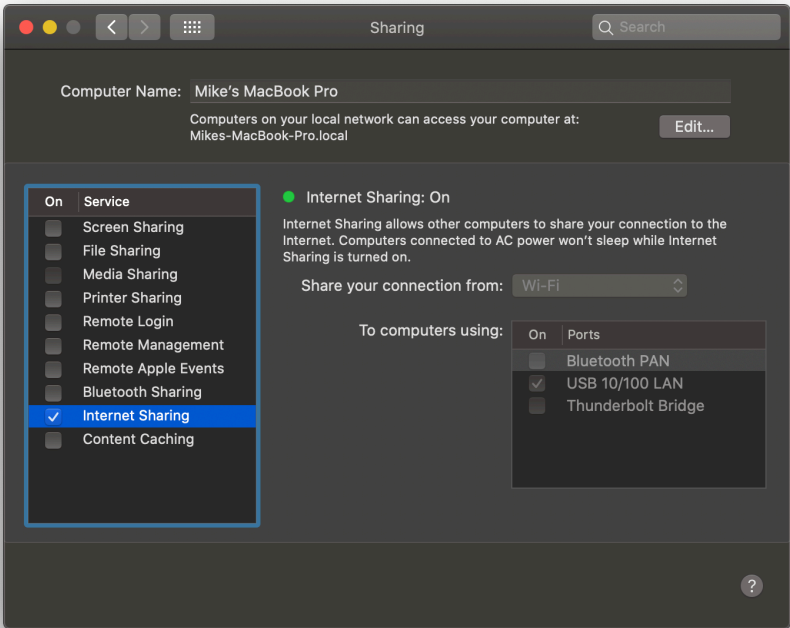 Sharing
Search
Computer Name: Mike's MacBook Pro
Computers on your local network can access your computer at:
Mikes-MacBook-Pro.local
Edit...
On Service
Screen Sharing
File Sharing
Media Sharing
Printer Sharing
Remote Login
Remote Management
Remote Apple Events
Bluetooth Sharing
Internet Sharing
Content Caching
Internet Sharing: On
Internet Sharing allows other computers to share your connection to the
Internet. Computers connected to AC power won't sleep while Internet
Sharing is turned on.
Share your connection from: Wi-Fi
To computers using:
On Ports
Bluetooth PAN
USB 10/100 LAN
Thunderbolt Bridge
?